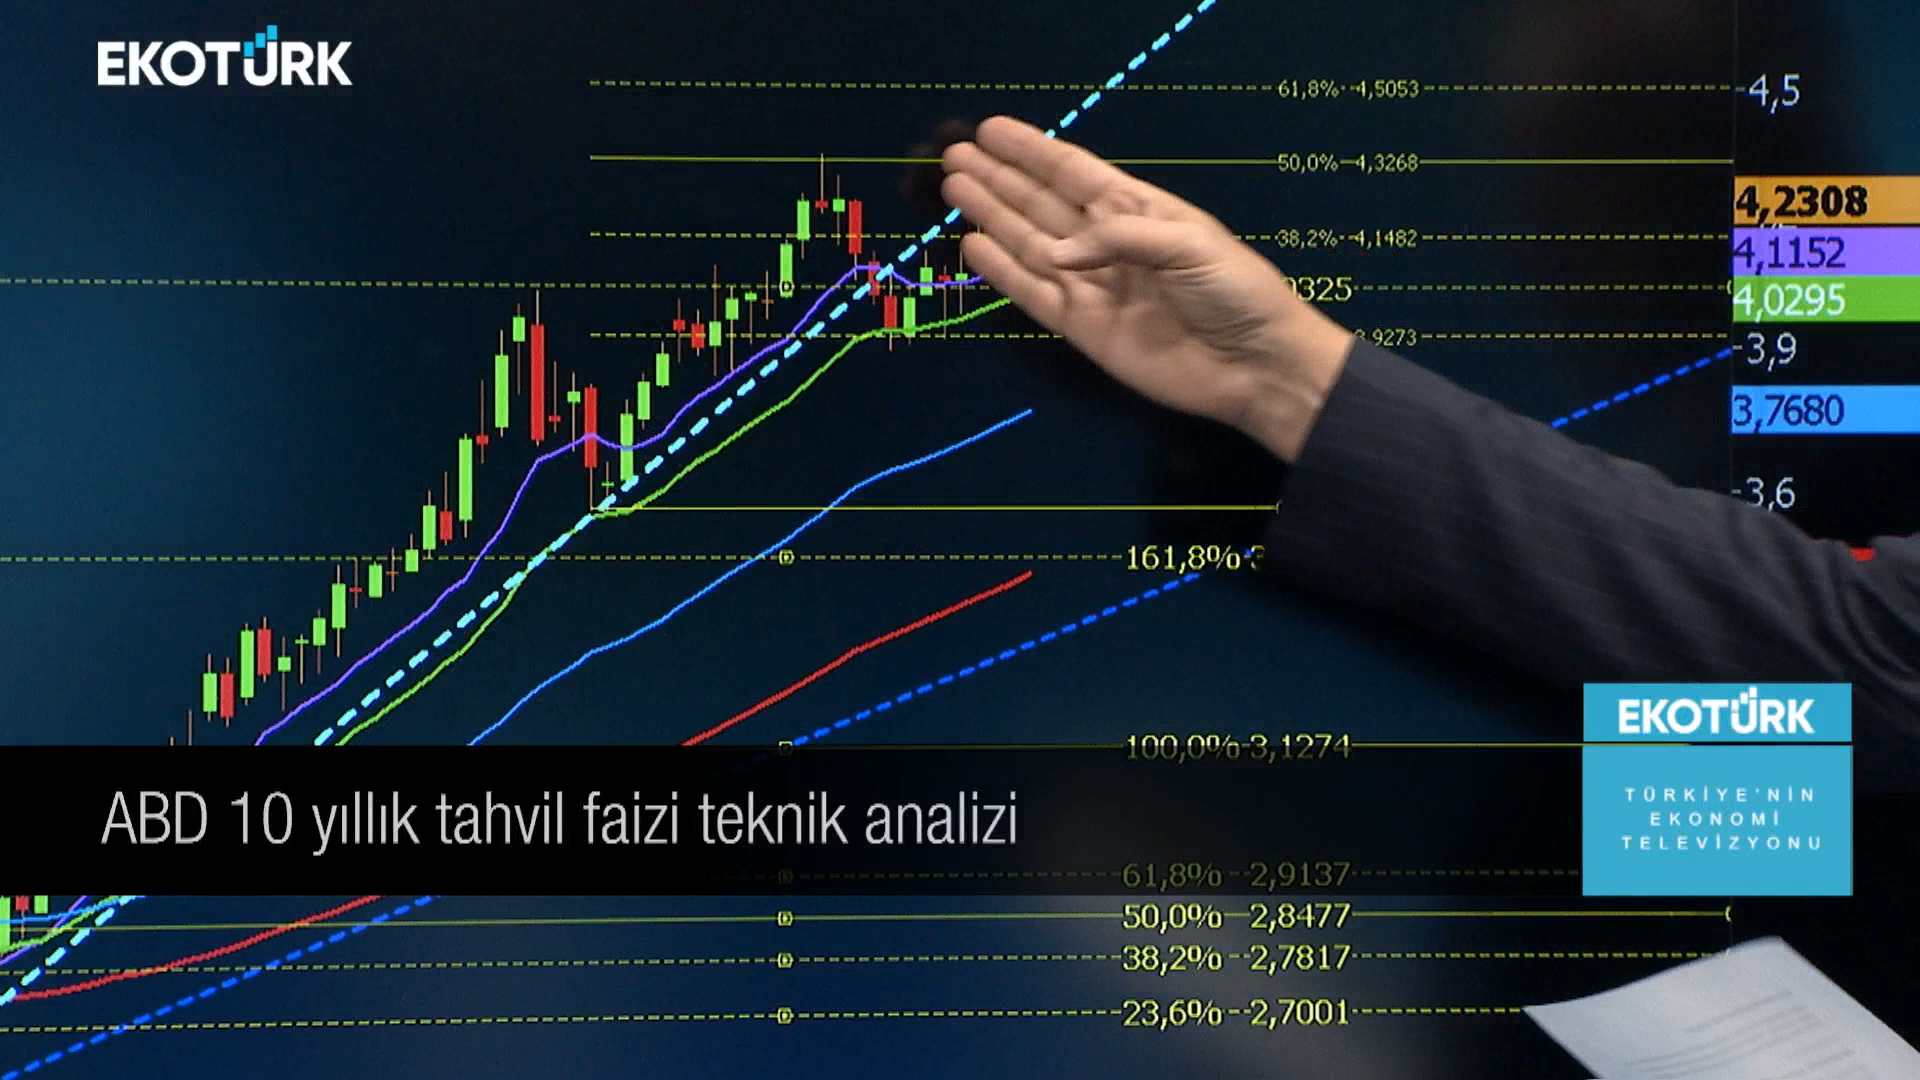 EKOTÜRK
61,8% 4,5053
4,5
50,0% 4,3268
4,2308
38,2% 4,1482
4,1152
4,0295
3,9
3,7680
3,6
161,8%
EKOTÜRK
100,0% 3,1274
TÜRKİYE'NİN
EKONOMİ
TELEVİZYONU
ABD 10 yıllık tahvil faizi teknik analizi
61,8% 2,9137
50,0% 2,8477
38,2% 2,7817
23,6% 2,7001